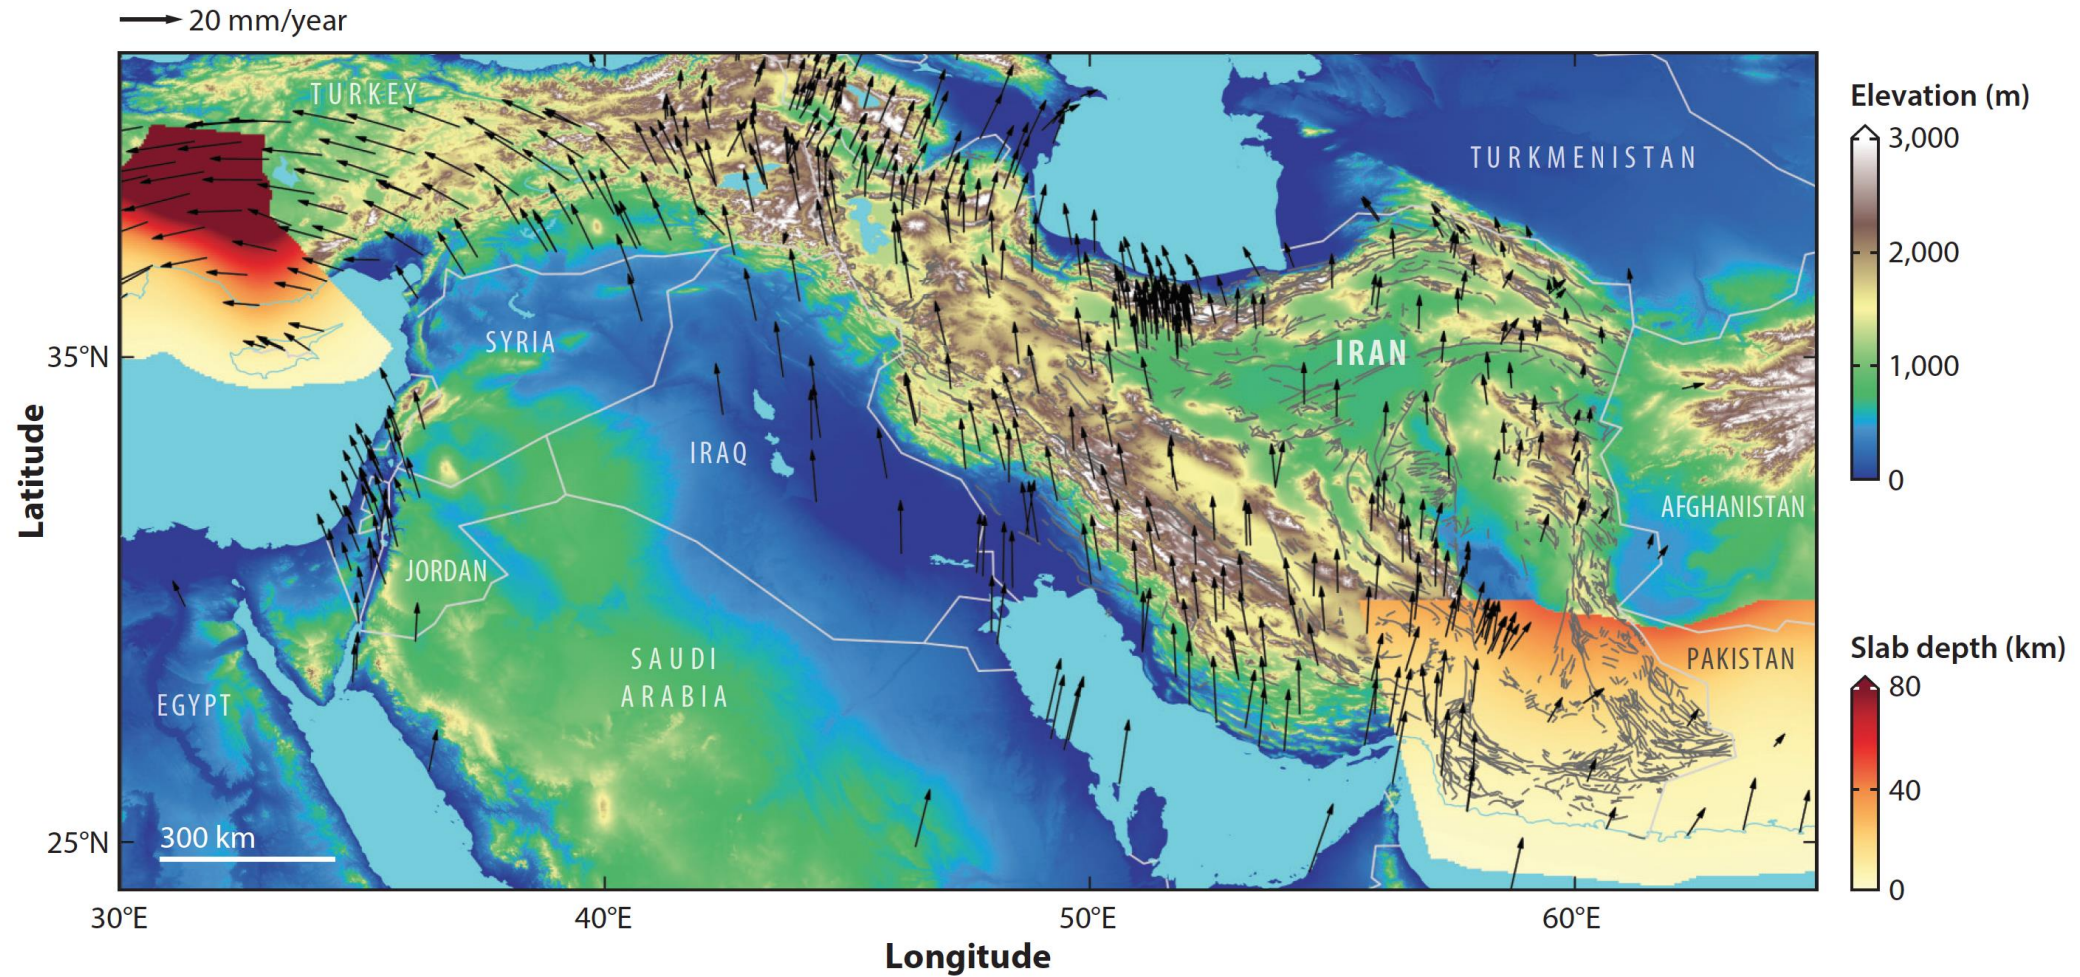 20 mm/year
TURKEY
TURKMENISTAN
SYRIA
IRAN
IRAQ
AFGHANISTAN
JORDAN
SAUDI
ARABIA
PAKISTAN
EGYPT
300 km
35°N
25°N
Latitude
30°E
40°E
50°E
60°E
Longitude
Elevation (m)
3,000
2,000
1,000
0
Slab depth (km)
80
40
0